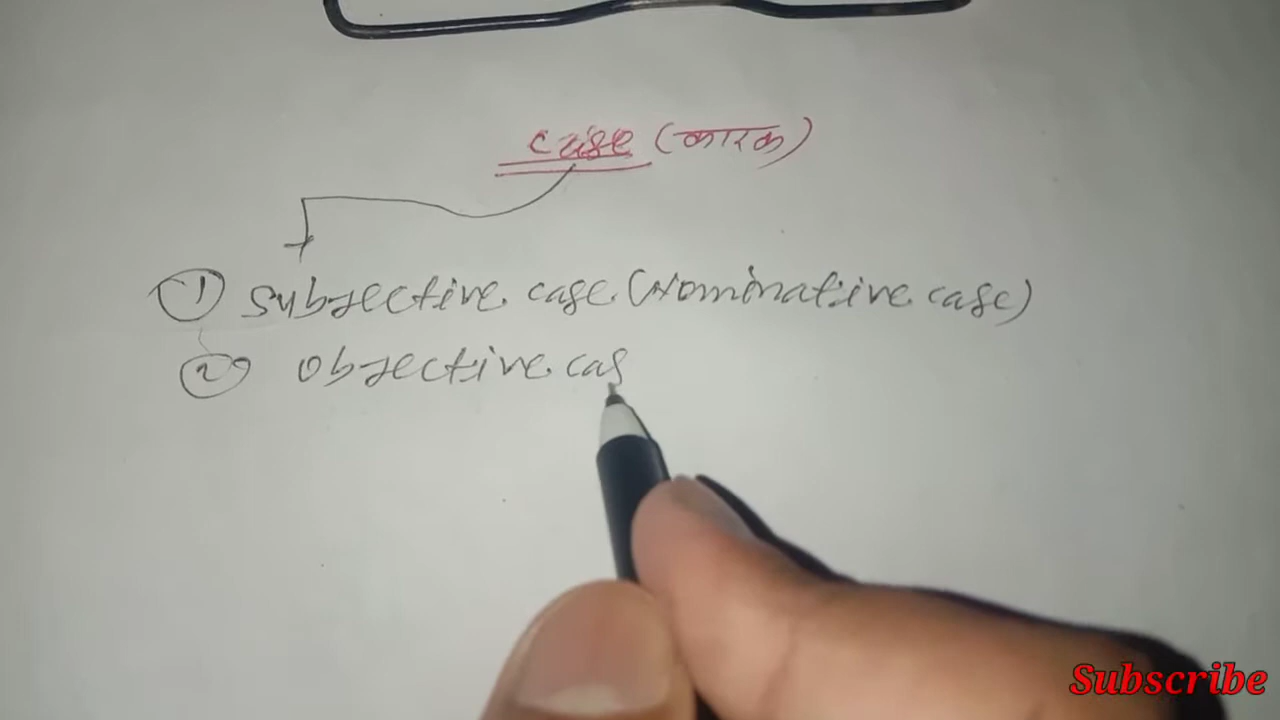 case (कारक)
① Subjective case (Nominative case)
② Objective cas
Subscribe